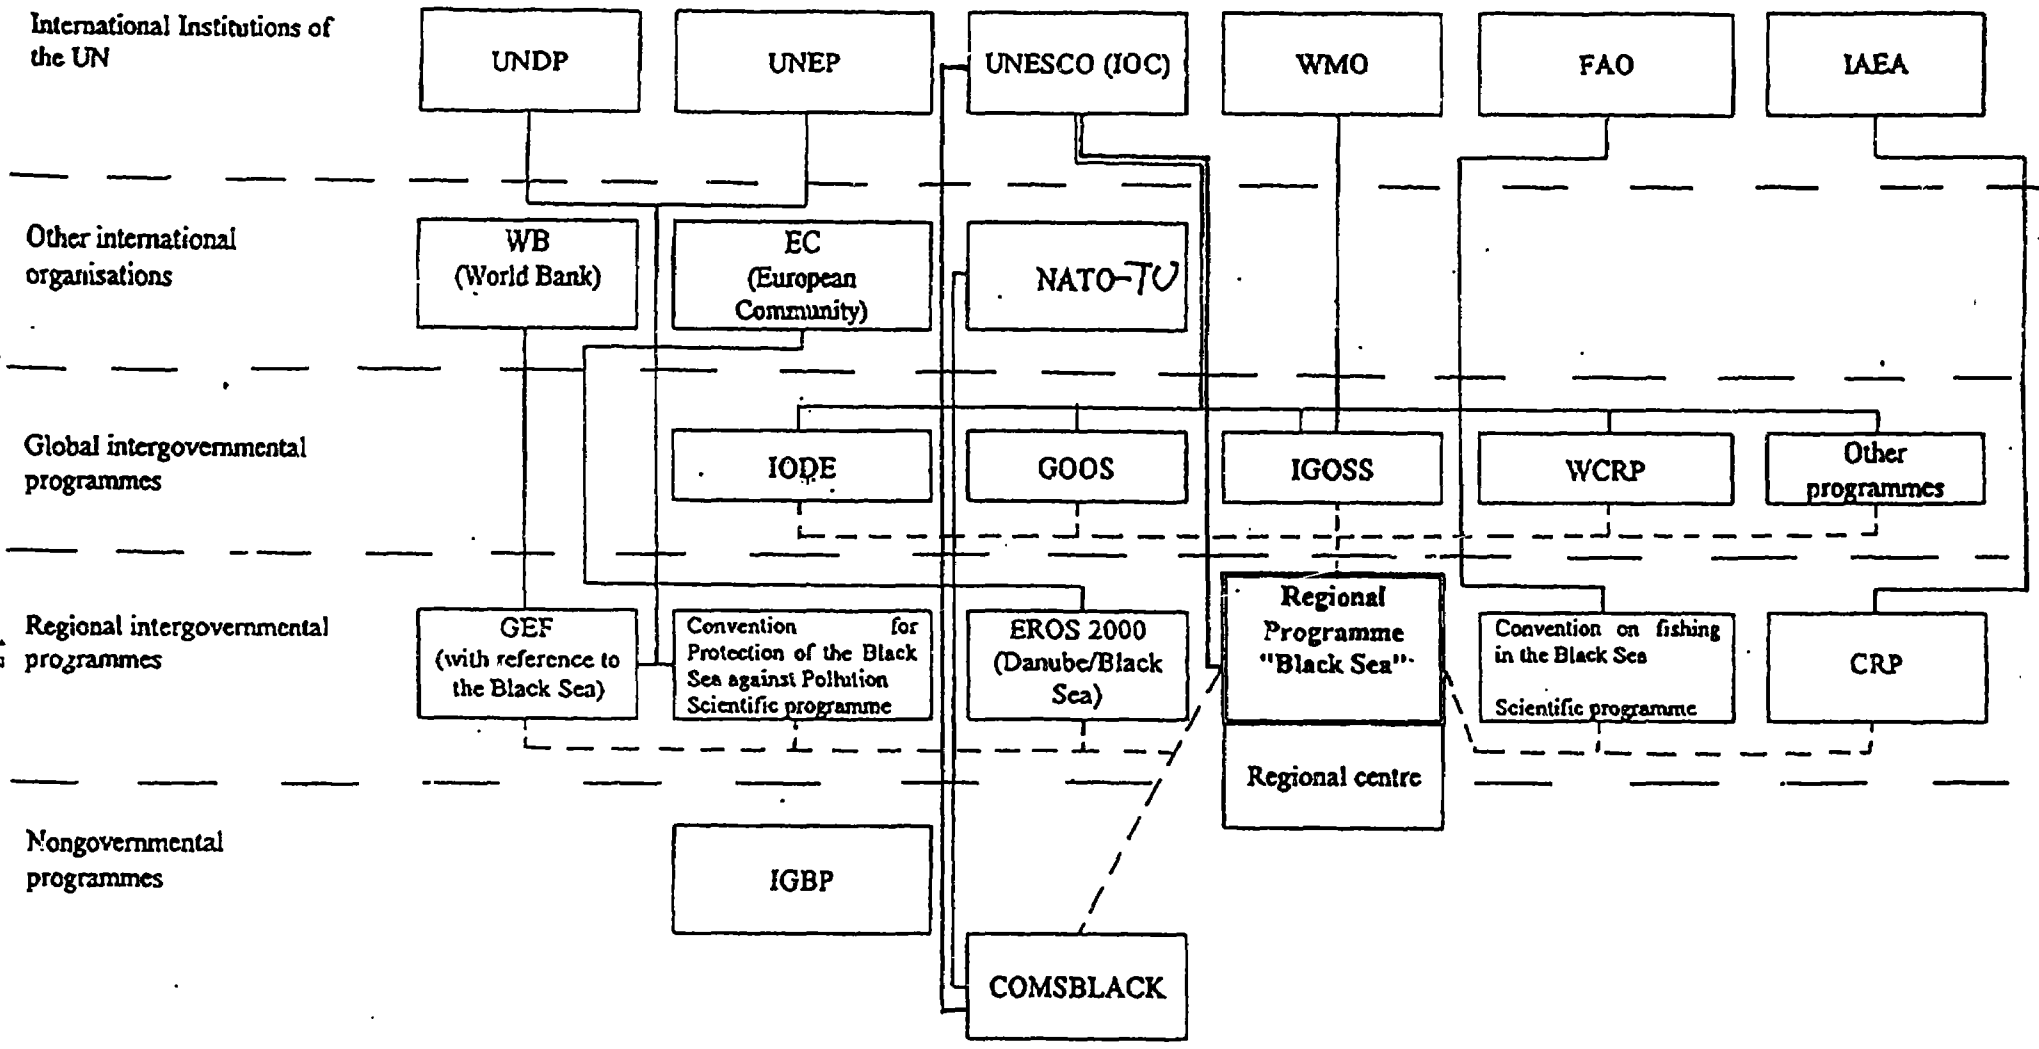 International Institutions of
the UN
UNDP
UNEP
UNESCO (IOC)
WMO
FAO
IAEA
Other international
organisations
WB
(World Bank)
EC
(European
Community)
NATO-TU
Global intergovernmental
programmes
IODE
GOOS
IGOSS
WCRP
Other
programmes
Regional intergovernmental
programmes
GEF
(with reference to
the Black Sea)
Convention for
Protection of the Black
Sea against Pollution
Scientific programme
EROS 2000
(Danube/Black
Sea)
Regional
Programme
"Black Sea"
Regional centre
Convention on fishing
in the Black Sea
Scientific programme
CRP
Nongovernmental
programmes
IGBP
COMSBLACK